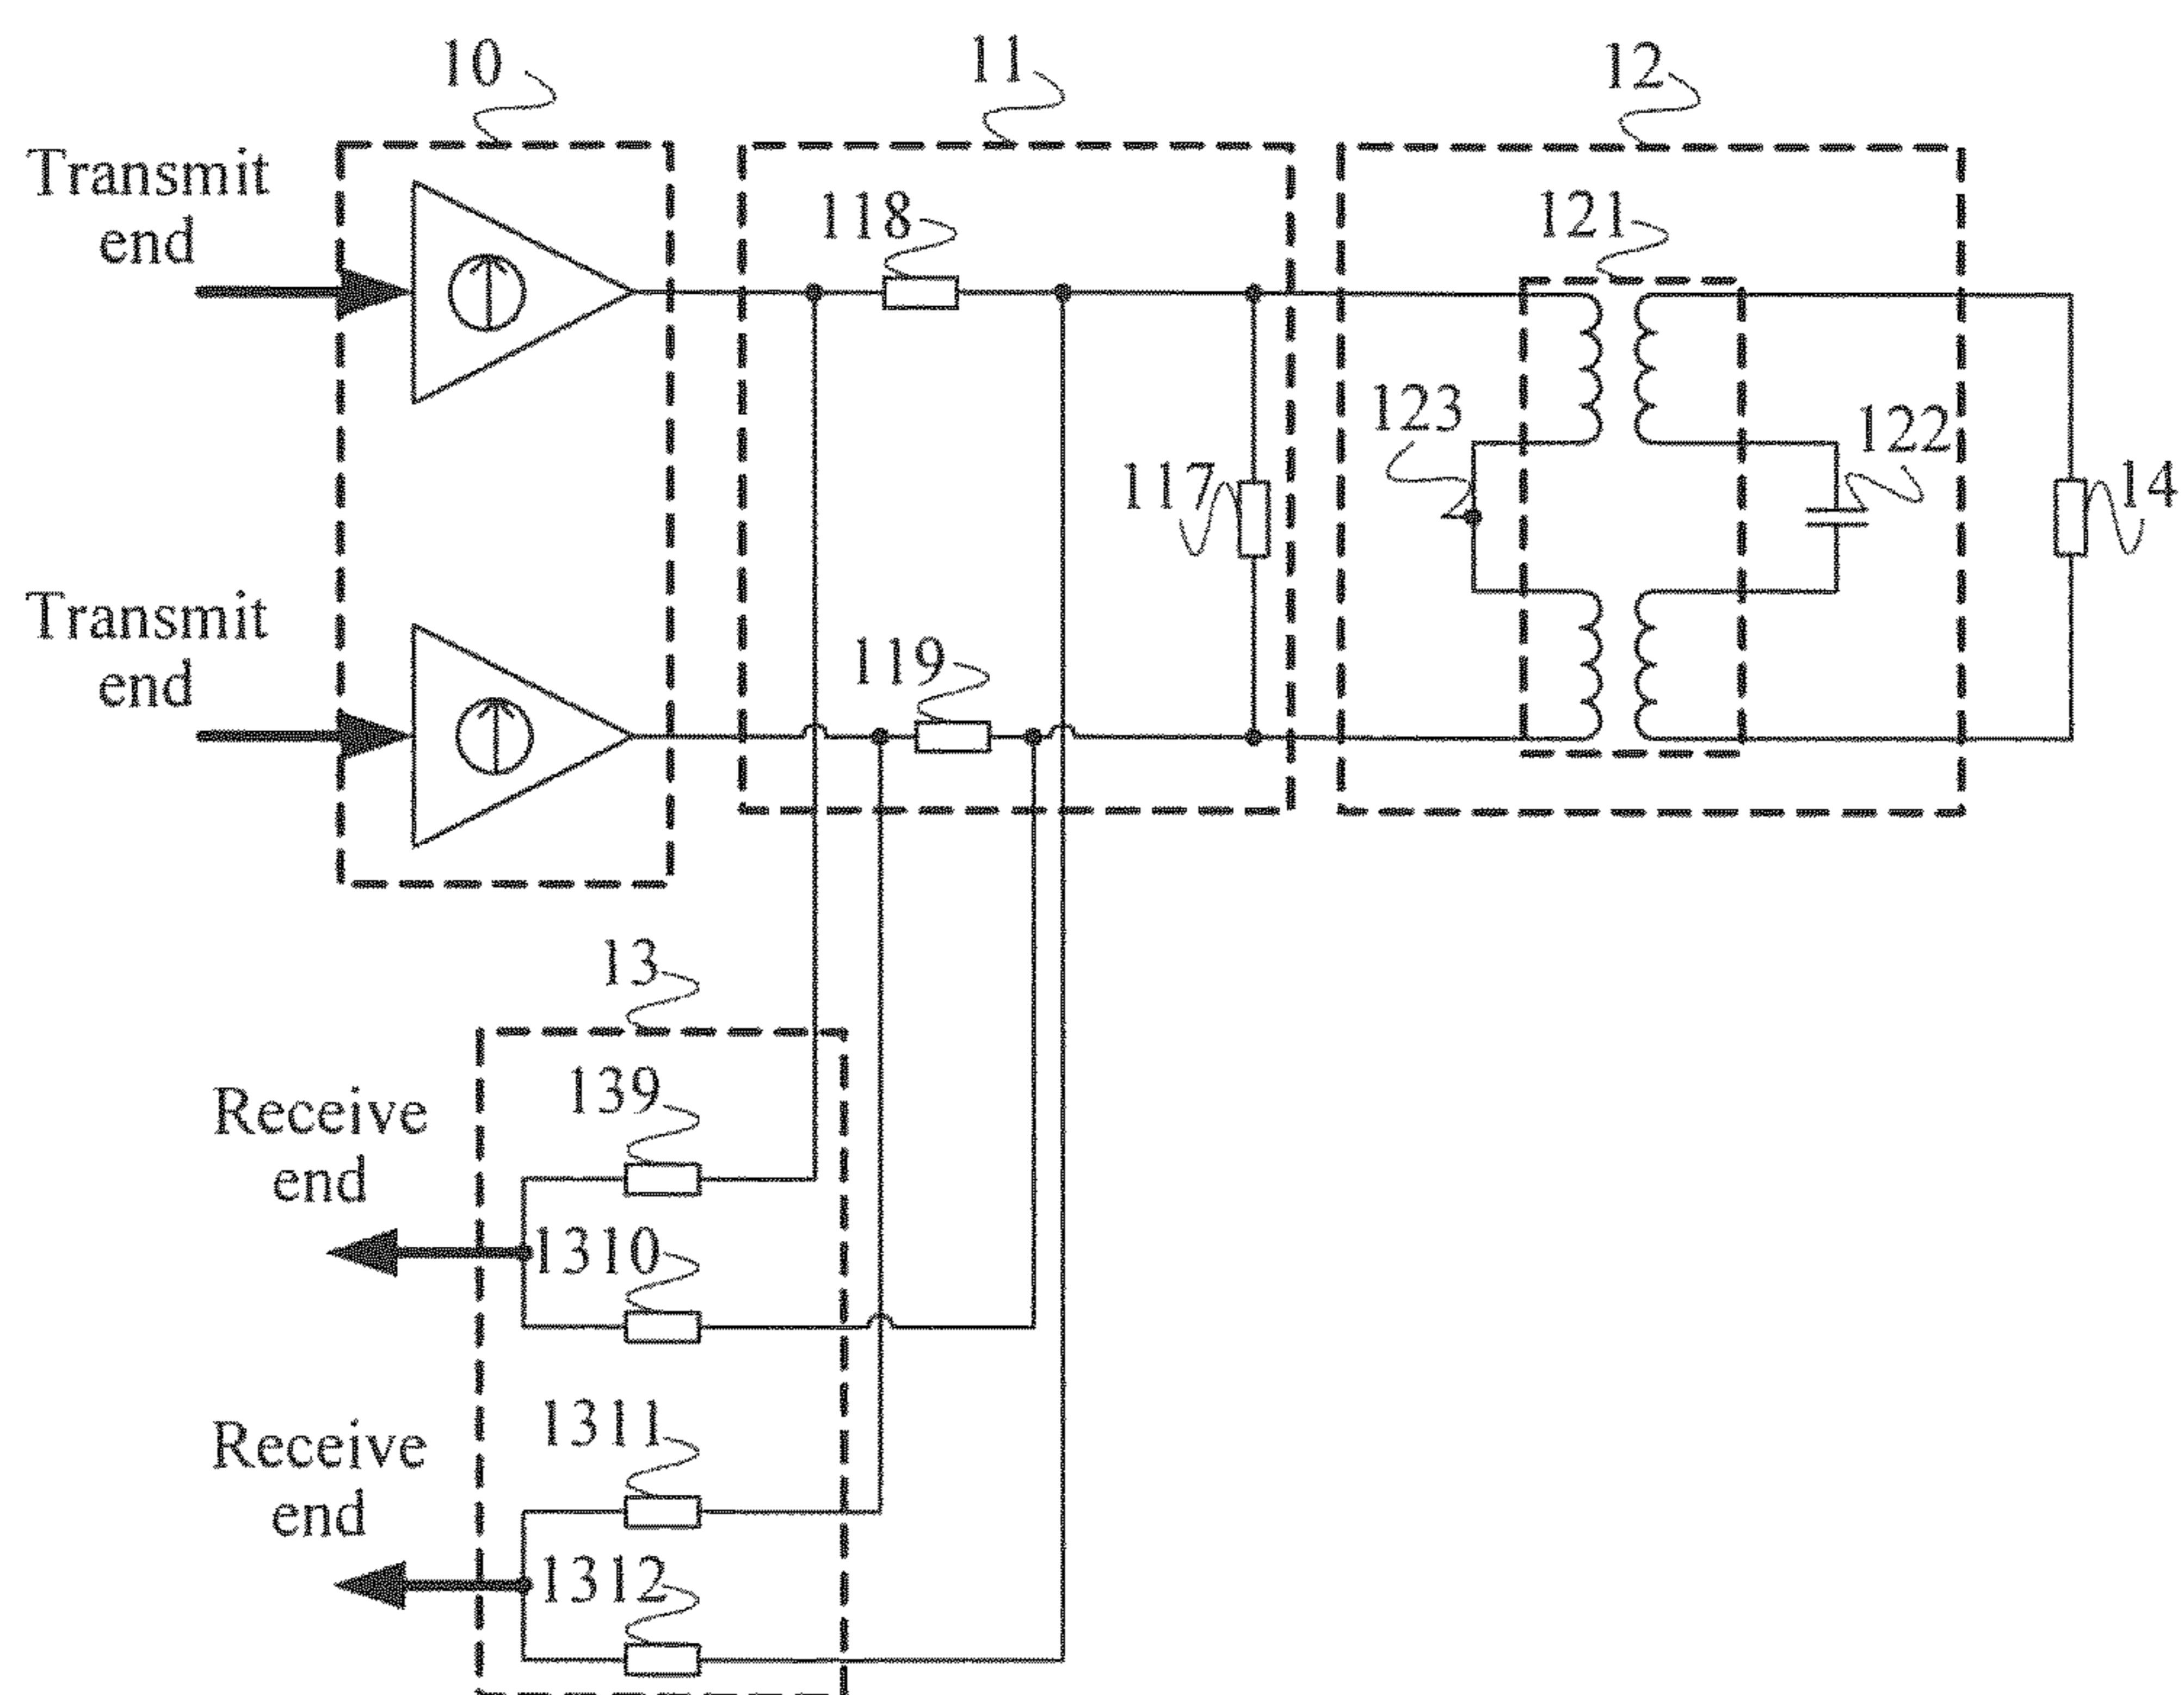 10
11
12
Transmit
end
118
121
123
122
117
14
Transmit
end
119
13
139
Receive
end
1310
1311
Receive
end
1312